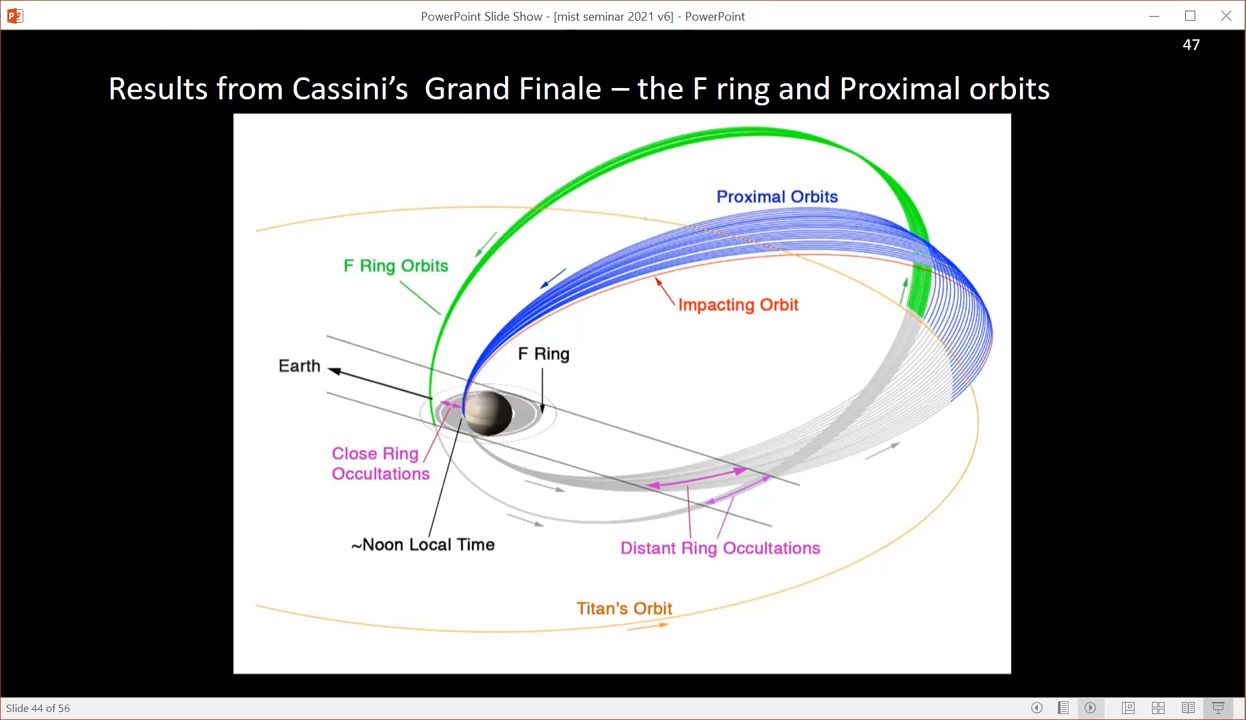 PowerPoint Slide Show - [mist seminar 2021 v6] - PowerPoint
47
Results from Cassini’s  Grand Finale – the F ring and Proximal orbits
Proximal Orbits
F Ring Orbits
Impacting Orbit
F Ring
Earth
Close Ring
Occultations
~Noon Local Time
Distant Ring Occultations
Titan’s Orbit
Slide 44 of 56